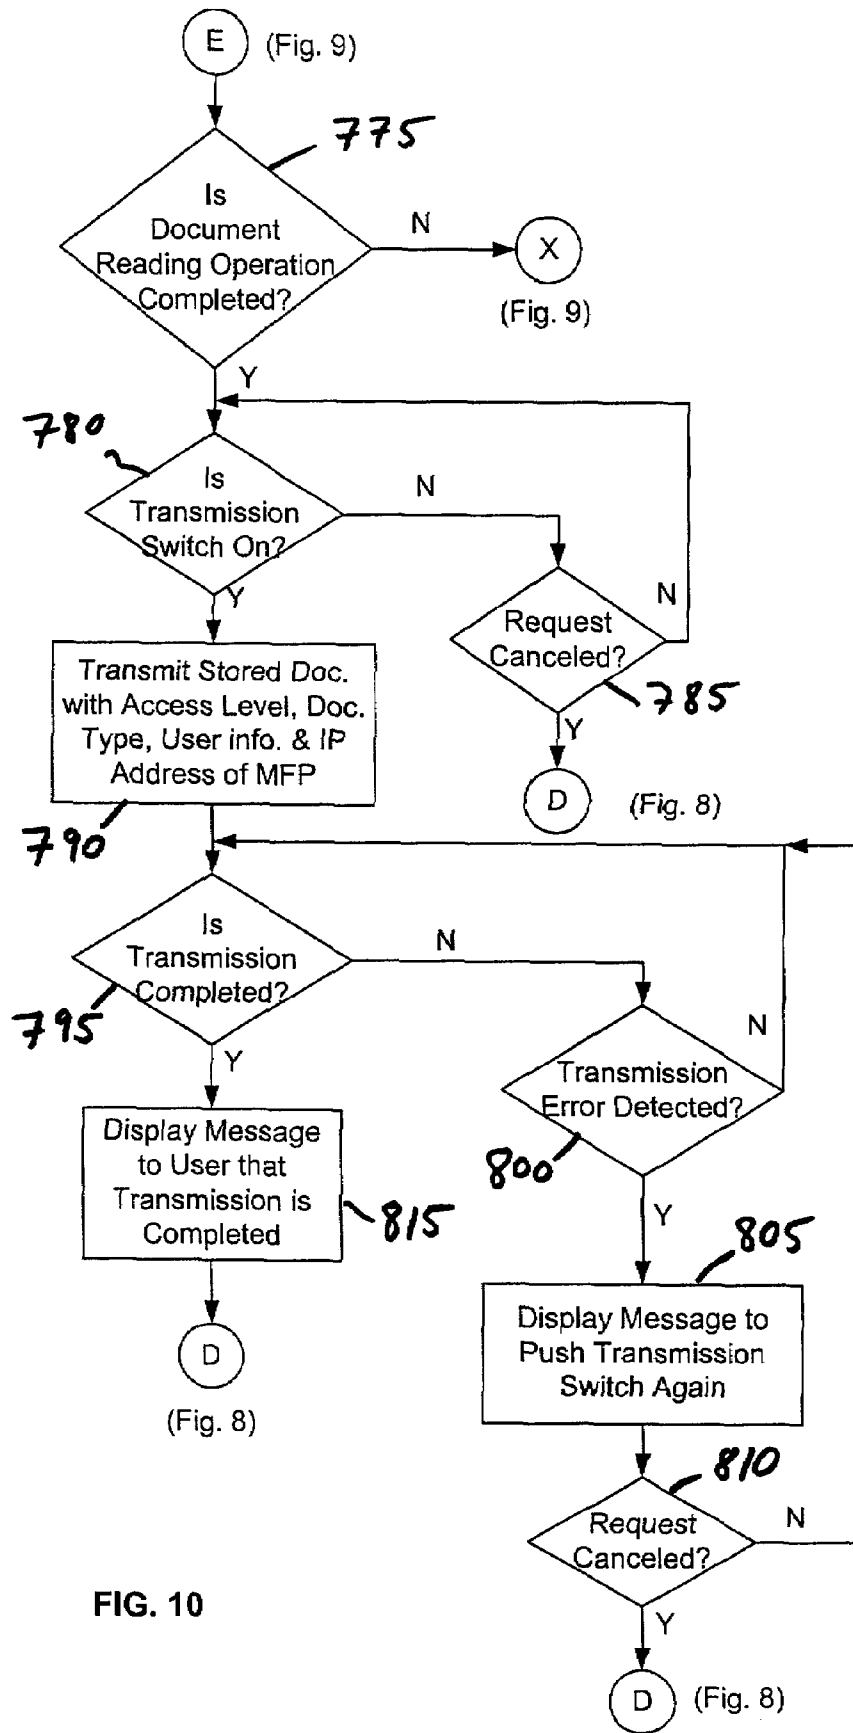 E (Fig. 9)
775
Is
Document
Reading Operation
Completed?
N
X
(Fig. 9)
Y
780
Is
Transmission
Switch On?
N
Y
Request
Canceled?
N
785
Y
D (Fig. 8)
Transmit Stored Doc.
with Access Level, Doc.
Type, User info. & IP
Address of MFP
790
Is
Transmission
Completed?
N
795
Y
Transmission
Error Detected?
N
800
Y
Display Message
to User that
Transmission is
Completed
815
D
(Fig. 8)
805
Display Message to
Push Transmission
Switch Again
810
Request
Canceled?
N
Y
D (Fig. 8)
FIG. 10